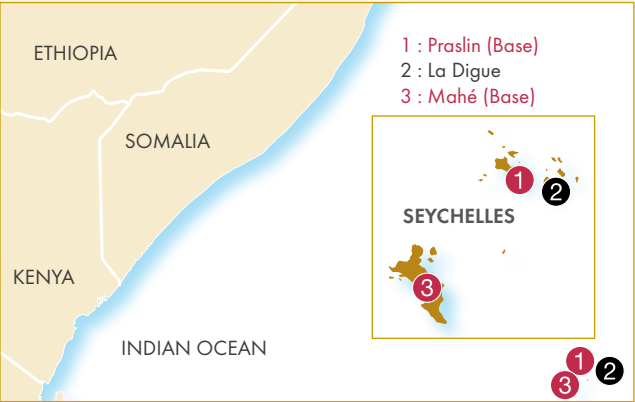 ETHIOPIA
1 : Praslin (Base)
2 : La Digue
3 : Mahé (Base)
SOMALIA
1
2
SEYCHELLES
3
KENYA
INDIAN OCEAN
1
2
3